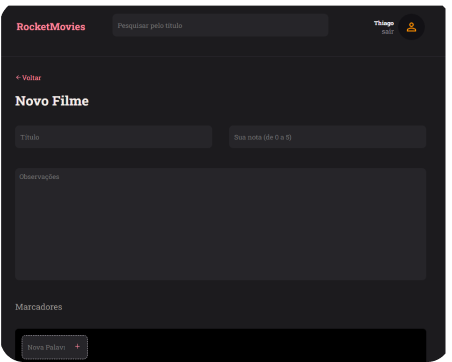 RocketMovies
Pesquisar pelo título
Thiago
sair
← Voltar
Novo Filme
Título
Sua nota (de 0 a 5)
Observações
Marcadores
Nova Palavr +